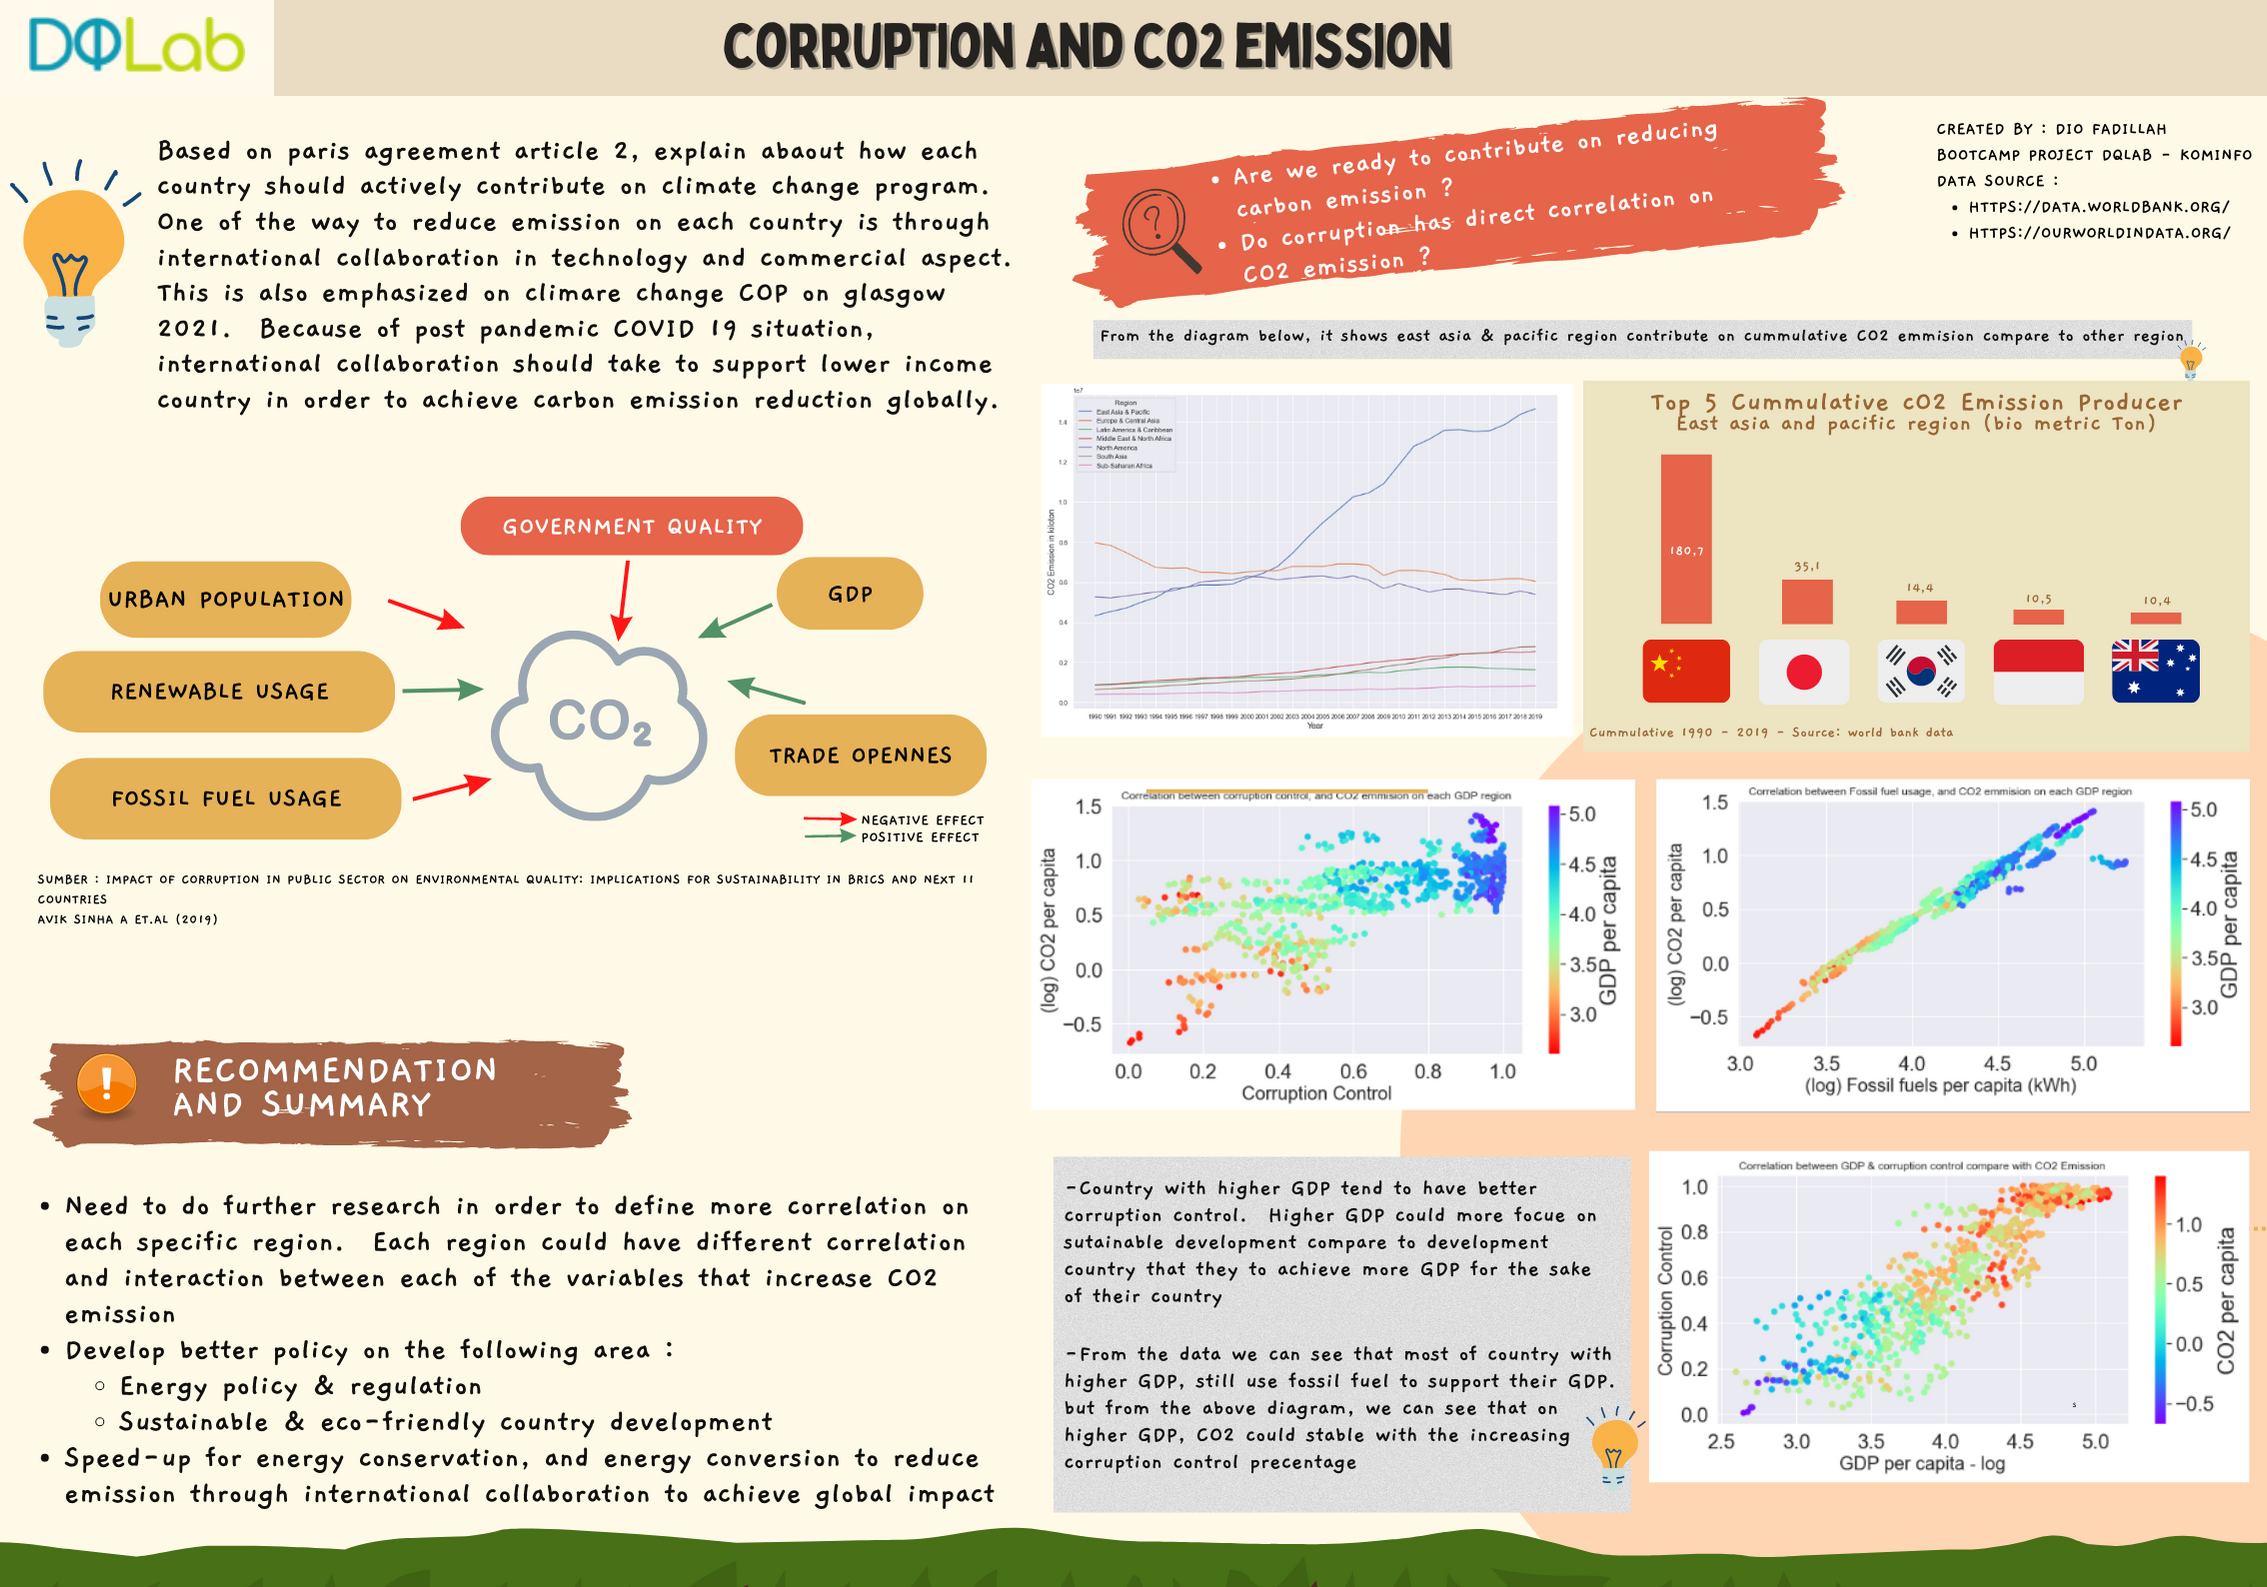 DQLab
CORRUPTION AND CO2 EMISSION
Based on paris agreement article 2, explain abaout how each
country should actively contribute on climate change program.
One of the way to reduce emission on each country is through
international collaboration in technology and commercial aspect.
This is also emphasized on climare change COP on glasgow
2021. Because of post pandemic COVID 19 situation,
international collaboration should take to support lower income
country in order to achieve carbon emission reduction globally.
• Are we ready to contribute on reducing
carbon emission ?
• Do corruption has direct correlation on
CO2 emission ?
CREATED BY : DIO FADILLAH
BOOTCAMP PROJECT DQLAB - KOMINFO
DATA SOURCE :
• HTTPS://DATA.WORLDBANK.ORG/
• HTTPS://OURWORLDINDATA.ORG/
From the diagram below, it shows east asia & pacific region contribute on cummulative CO2 emmision compare to other region
GOVERNMENT QUALITY
URBAN POPULATION
GDP
RENEWABLE USAGE
CO2
TRADE OPENNES
FOSSIL FUEL USAGE
NEGATIVE EFFECT
POSITIVE EFFECT
SUMBER : IMPACT OF CORRUPTION IN PUBLIC SECTOR ON ENVIRONMENTAL QUALITY: IMPLICATIONS FOR SUSTAINABILITY IN BRICS AND NEXT 11
COUNTRIES
AVIK SINHA A ET.AL (2019)
1e7
Region
East Asia & Pacific
Europe & Central Asia
Latin America & Caribbean
Middle East & North Africa
North America
South Asia
Sub-Saharan Africa
CO2 Emission in kiloton
1.4
1.2
1.0
0.8
0.6
0.4
0.2
0.0
1990 1991 1992 1993 1994 1995 1996 1997 1998 1999 2000 2001 2002 2003 2004 2005 2006 2007 2008 2009 2010 2011 2012 2013 2014 2015 2016 2017 2018 2019
Year
Top 5 Cummulative cO2 Emission Producer
East asia and pacific region (bio metric Ton)
180,7
35,1
14,4
10,5
10,4
Cummulative 1990 - 2019 - Source: world bank data
Correlation between corruption control, and CO2 emmision on each GDP region
(log) CO2 per capita
1.5
1.0
0.5
0.0
−0.5
0.0 0.2 0.4 0.6 0.8 1.0
Corruption Control
5.0
4.5
4.0
3.5
3.0
GDP per capita
Correlation between Fossil fuel usage, and CO2 emmision on each GDP region
(log) CO2 per capita
1.5
1.0
0.5
0.0
−0.5
3.0 3.5 4.0 4.5 5.0
(log) Fossil fuels per capita (kWh)
5.0
4.5
4.0
3.5
3.0
GDP per capita
RECOMMENDATION
AND SUMMARY
• Need to do further research in order to define more correlation on
each specific region. Each region could have different correlation
and interaction between each of the variables that increase CO2
emission
• Develop better policy on the following area :
◦ Energy policy & regulation
◦ Sustainable & eco-friendly country development
• Speed-up for energy conservation, and energy conversion to reduce
emission through international collaboration to achieve global impact
-Country with higher GDP tend to have better
corruption control. Higher GDP could more focus on
sutainable development compare to development
country that they to achieve more GDP for the sake
of their country
-From the data we can see that most of country with
higher GDP, still use fossil fuel to support their GDP.
but from the above diagram, we can see that on
higher GDP, CO2 could stable with the increasing
corruption control precentage
Correlation between GDP & corruption control compare with CO2 Emission
Corruption Control
1.0
0.8
0.6
0.4
0.2
0.0
2.5 3.0 3.5 4.0 4.5 5.0
GDP per capita - log
s
1.0
0.5
0.0
−0.5
CO2 per capita